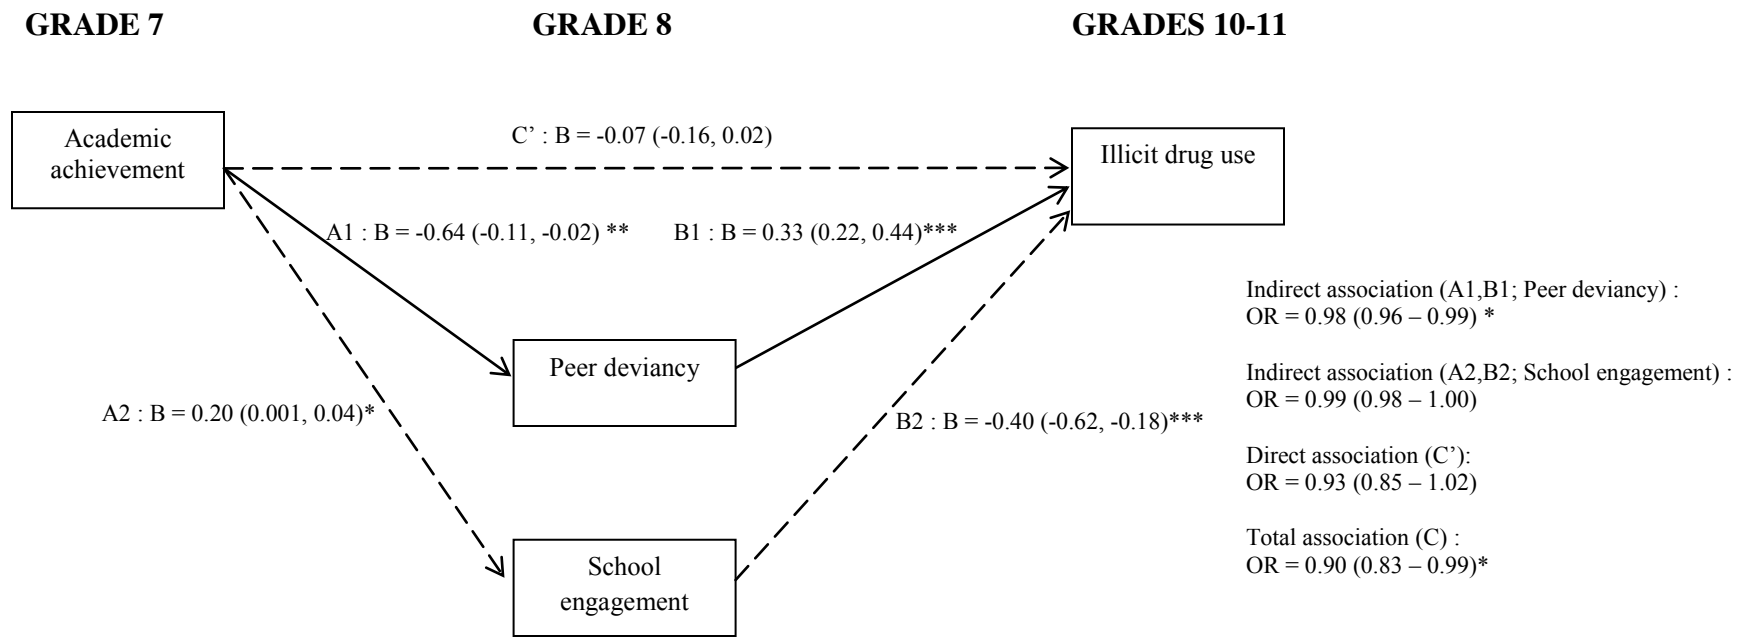 GRADE 7
GRADE 8
GRADES 10-11
Academic
achievement
C’ : B = -0.07 (-0.16, 0.02)
Illicit drug use
A1 : B = -0.64 (-0.11, -0.02) **
B1 : B = 0.33 (0.22, 0.44)***
Peer deviancy
A2 : B = 0.20 (0.001, 0.04)*
B2 : B = -0.40 (-0.62, -0.18)***
School
engagement
Indirect association (A1,B1; Peer deviancy) :
OR = 0.98 (0.96 – 0.99) *
Indirect association (A2,B2; School engagement) :
OR = 0.99 (0.98 – 1.00)
Direct association (C’):
OR = 0.93 (0.85 – 1.02)
Total association (C) :
OR = 0.90 (0.83 – 0.99)*